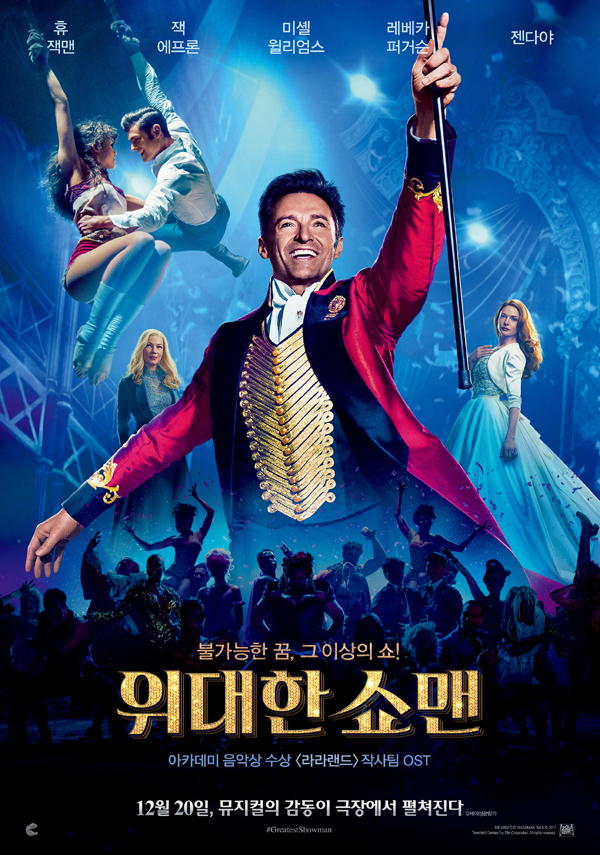 휴 잭맨
잭 에프론
미셸 윌리엄스
레베카 퍼거슨
젠다야
불가능한 꿈, 그 이상의 쇼!
위대한 쇼맨
아카데미 음악상 수상 〈라라랜드〉 작사팀 OST
12월 20일, 뮤지컬의 감동이 극장에서 펼쳐진다
#GreatestShowman